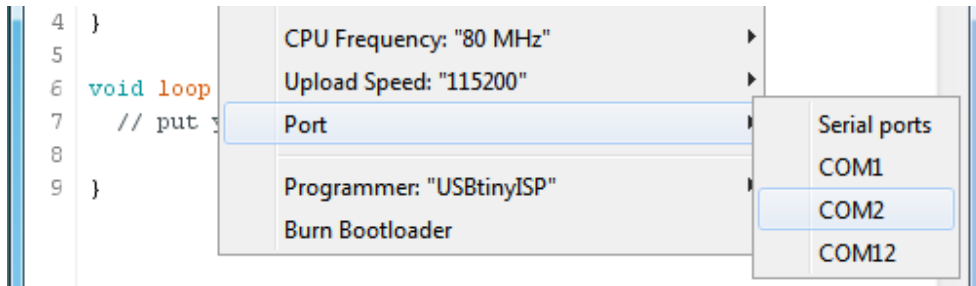 4 }
5
6 void loop
7 // put
8
9 }
CPU Frequency: "80 MHz"
Upload Speed: "115200"
Port
Programmer: "USBtinyISP"
Burn Bootloader
Serial ports
COM1
COM2
COM12